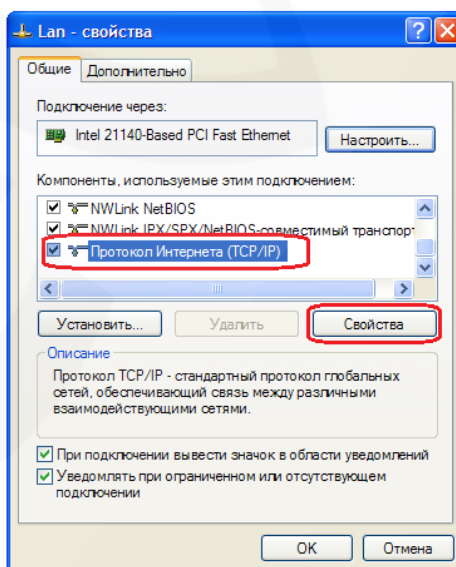 Lan - свойства
Общие Дополнительно
Подключение через:
Intel 21140-Based PCI Fast Ethernet
Настроить...
Компоненты, используемые этим подключением:
NWLink NetBIOS
NWLink IPX/SPX/NetBIOS-совместимый транспор
Протокол Интернета (TCP/IP)
Установить... Удалить Свойства
Описание
Протокол TCP/IP - стандартный протокол глобальных
сетей, обеспечивающий связь между различными
взаимодействующими сетями.
При подключении вывести значок в области уведомлений
Уведомлять при ограниченном или отсутствующем
подключении
OK Отмена